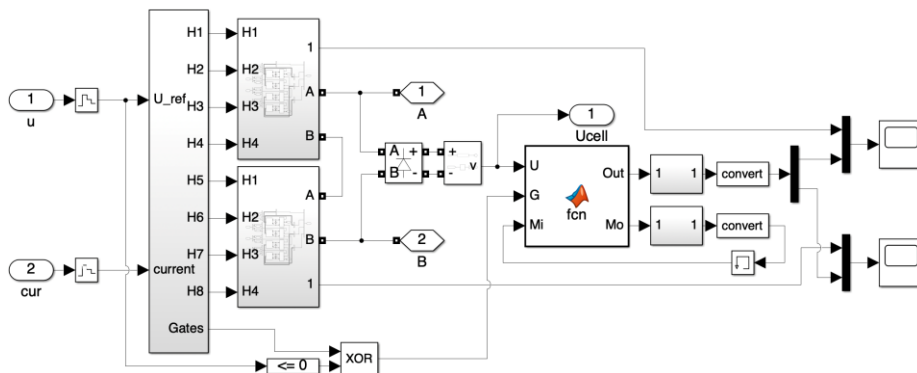 1
u
2
cur
U_ref
current
H1
H2
H3
H4
H5
H6
H7
H8
Gates
H1
H2
H3
H4
1
A
B
H1
H2
H3
H4
A
B
1
1
A
2
B
A +
B -
+
-
v
1
Ucell
U
G
Mi
Out
Mo
fcn
1 1
convert
1 1
convert
<= 0
XOR